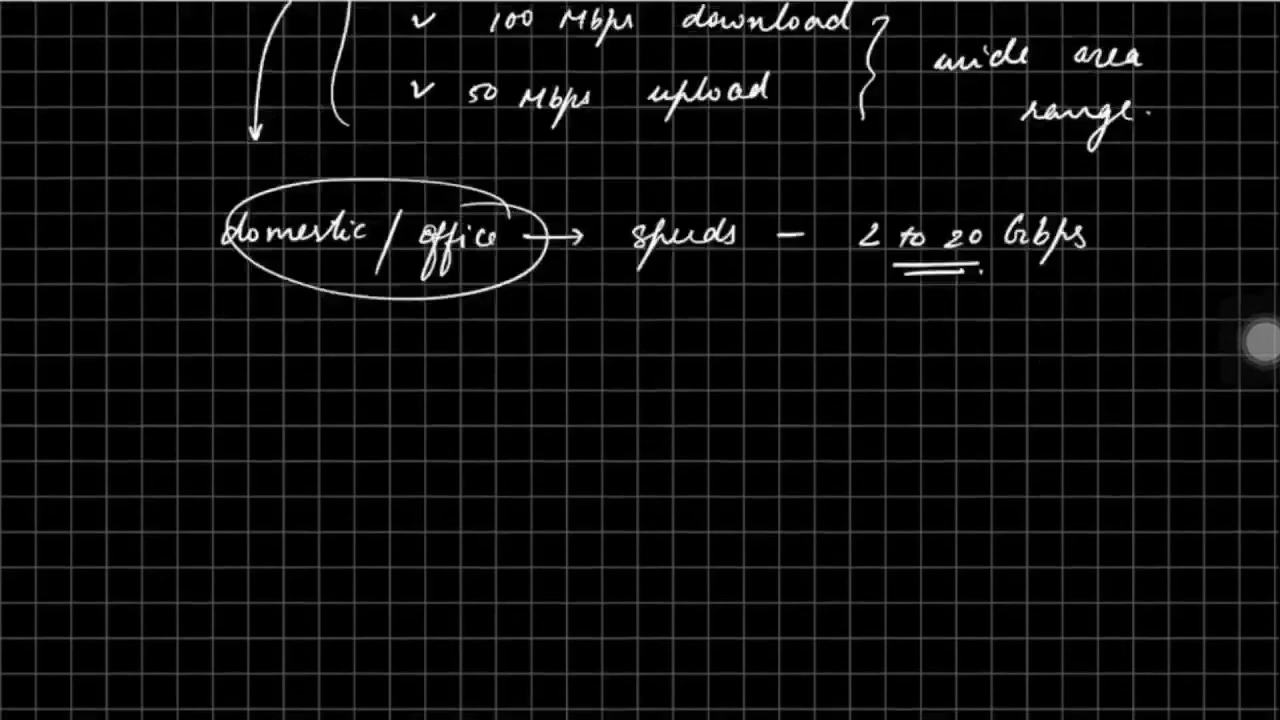 ✓ 100 Mbps download
✓ 50 Mbps upload
wide area
range.
domestic / office → speeds – 2 to 20 Gbps